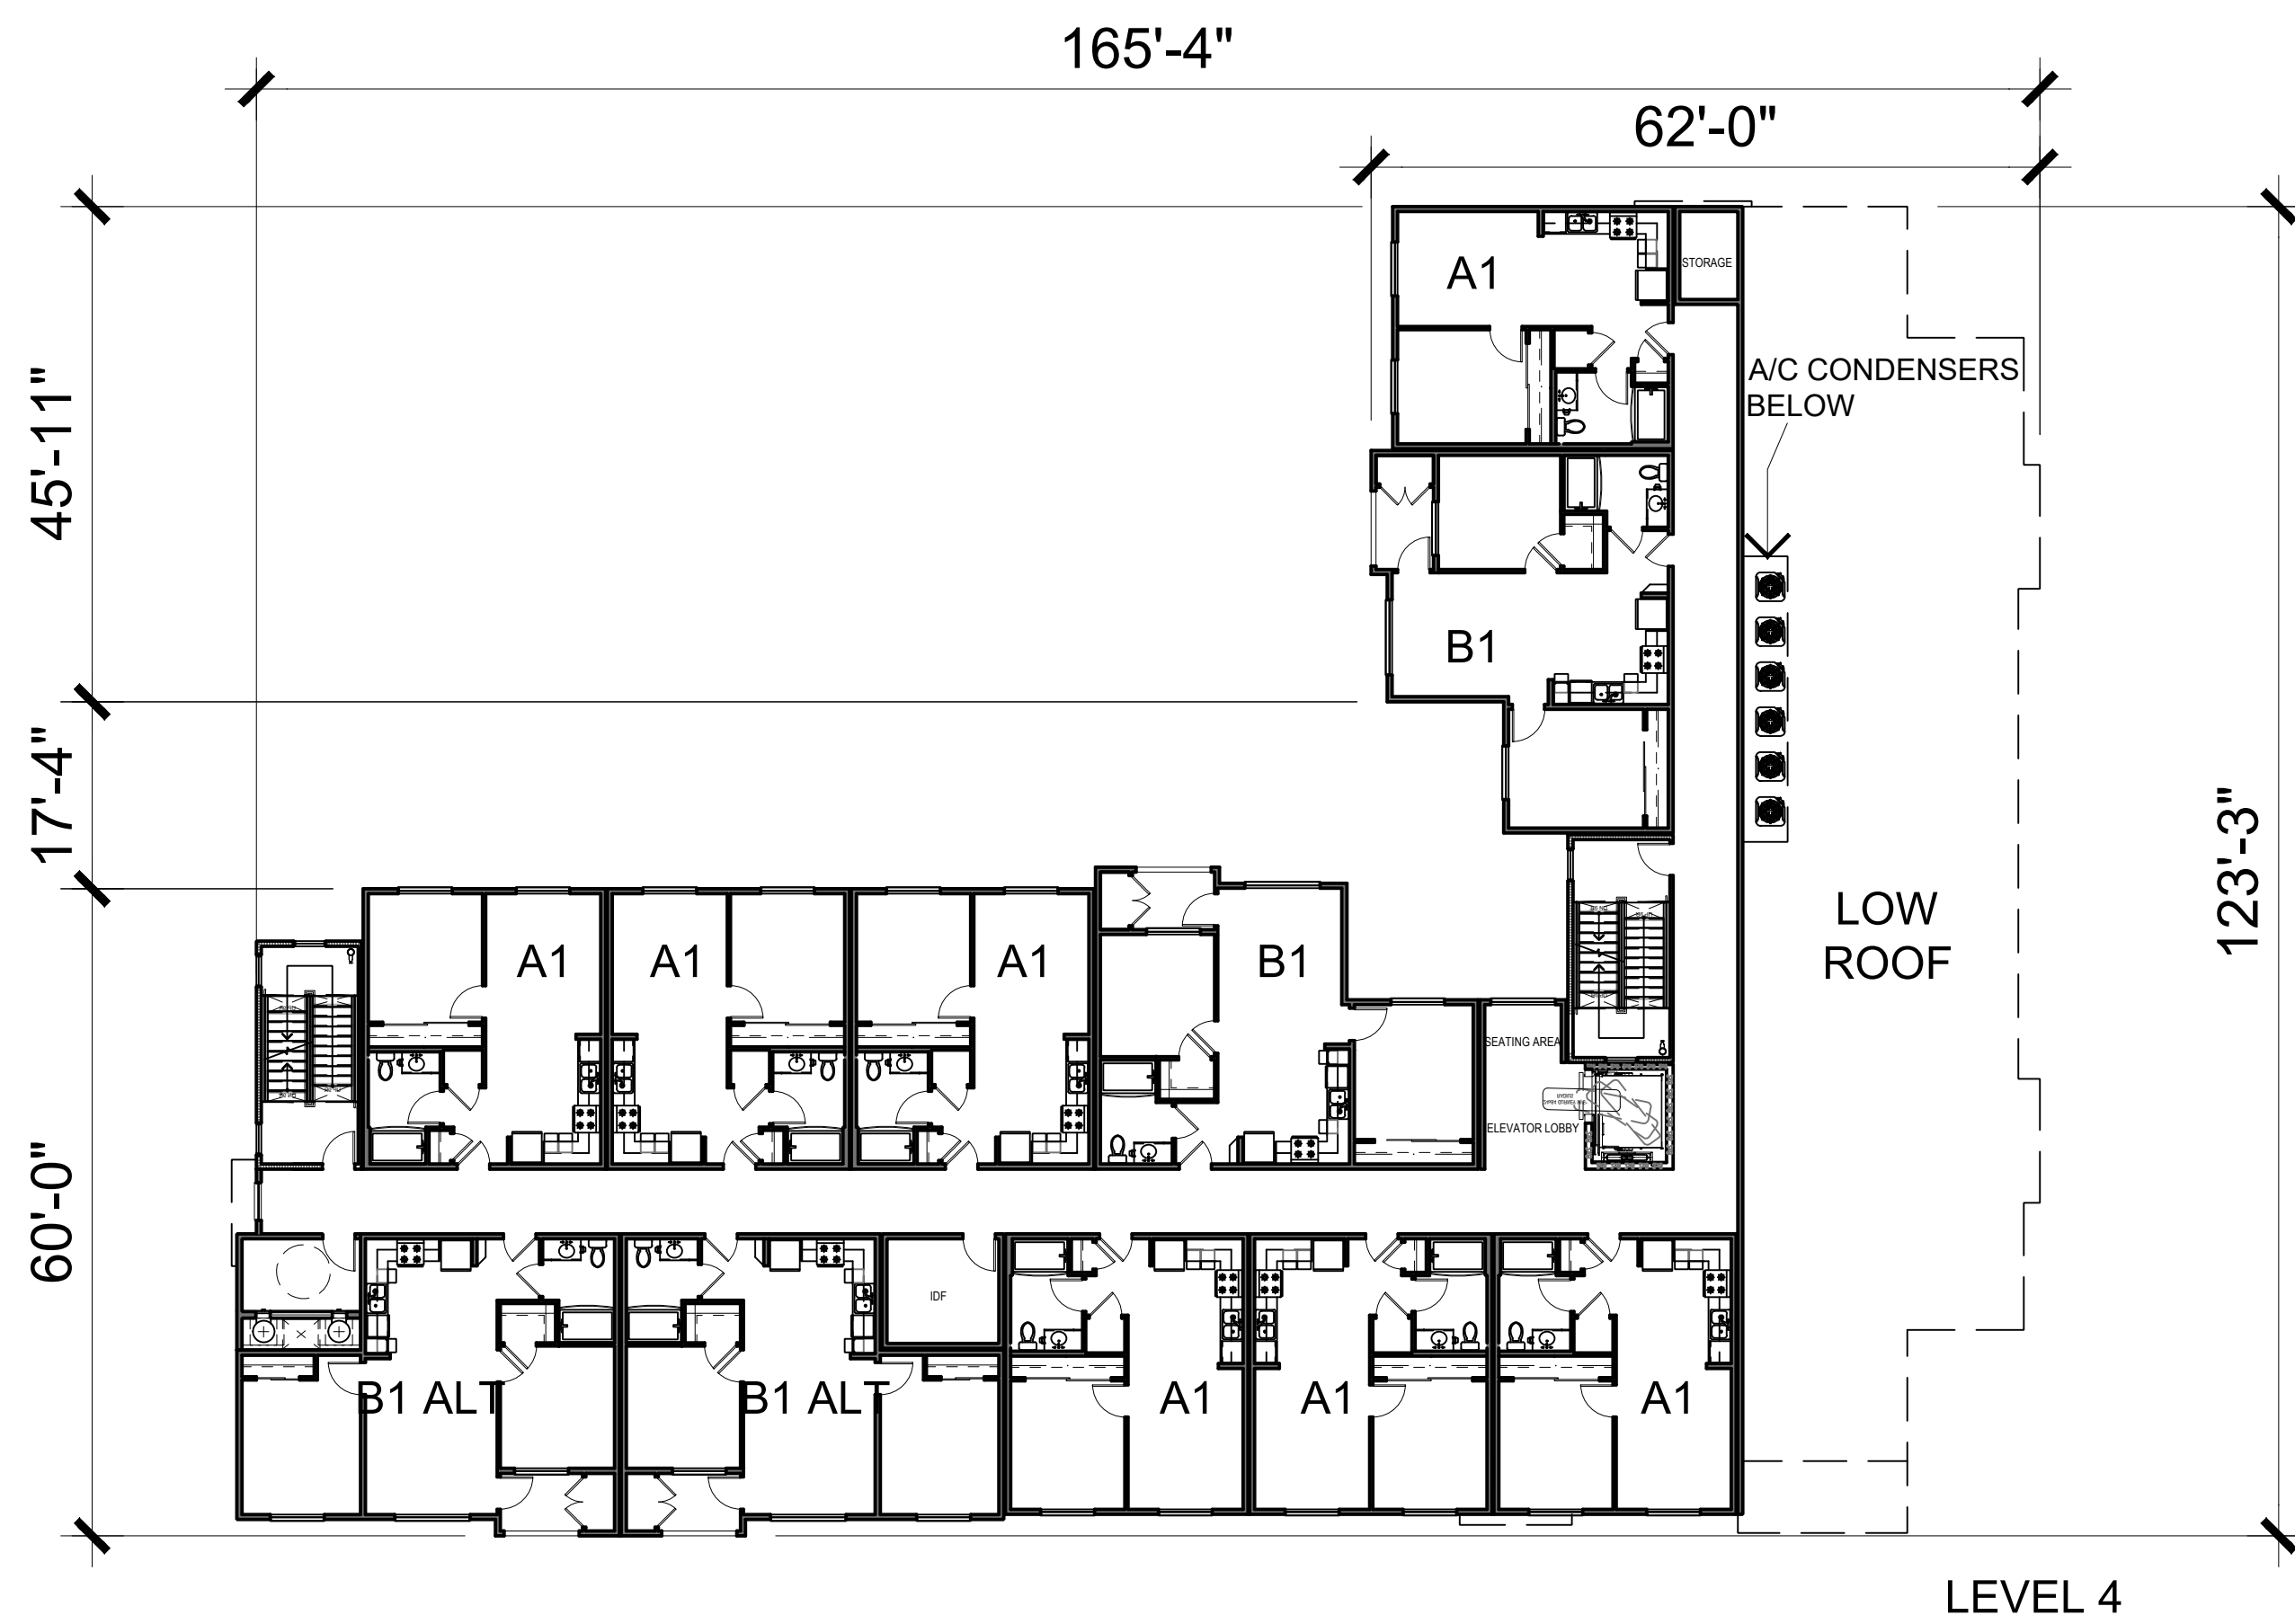 165'-4"
62'-0"
A1
STORAGE
A/C CONDENSERS
BELOW
45'-11"
B1
17'-4"
123'-3"
LOW
ROOF
A1
A1
A1
B1
SEATING AREA
ELEVATOR LOBBY
60'-0"
IDF
B1 ALT
B1 ALT
A1
A1
A1
LEVEL 4